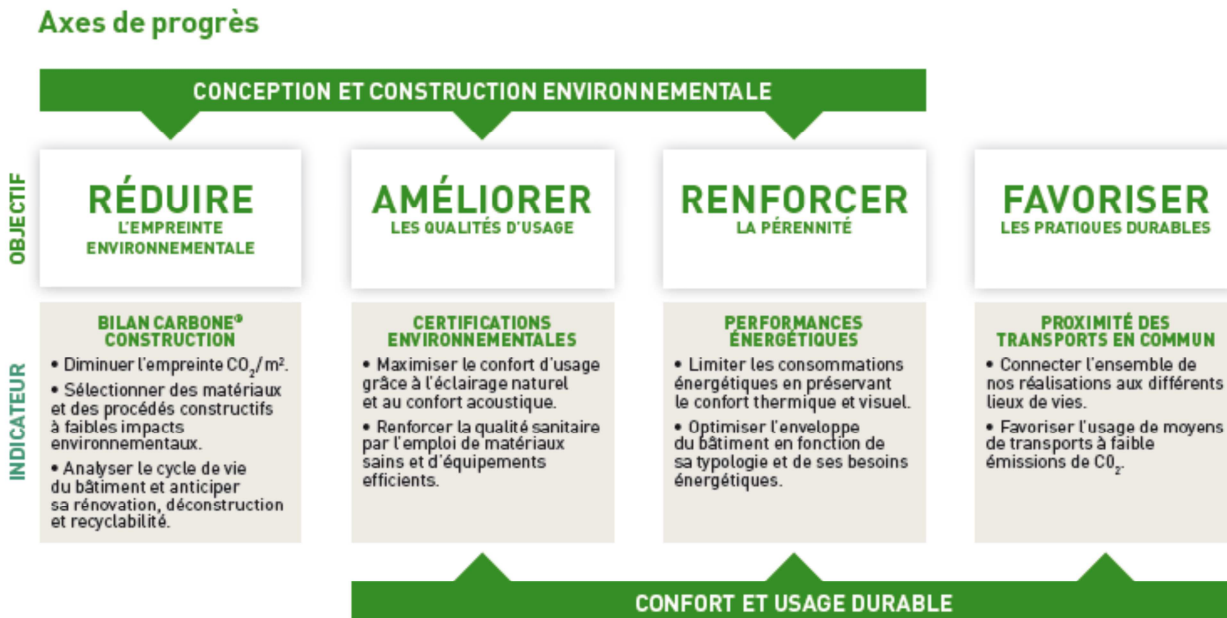 Axes de progrès
CONCEPTION ET CONSTRUCTION ENVIRONNEMENTALE
OBJECTIF
RÉDUIRE
L'EMPREINTE
ENVIRONNEMENTALE
AMÉLIORER
LES QUALITÉS D'USAGE
RENFORCER
LA PÉRENNITÉ
FAVORISER
LES PRATIQUES DURABLES
INDICATEUR
BILAN CARBONE®
CONSTRUCTION
• Diminuer l'empreinte CO₂/m².
• Sélectionner des matériaux
et des procédés constructifs
à faibles impacts
environnementaux.
• Analyser le cycle de vie
du bâtiment et anticiper
sa rénovation, déconstruction
et recyclabilité.
CERTIFICATIONS
ENVIRONNEMENTALES
• Maximiser le confort d'usage
grâce à l'éclairage naturel
et au confort acoustique.
• Renforcer la qualité sanitaire
par l'emploi de matériaux
sains et d'équipements
efficients.
PERFORMANCES
ÉNERGÉTIQUES
• Limiter les consommations
énergétiques en préservant
le confort thermique et visuel.
• Optimiser l'enveloppe
du bâtiment en fonction de
sa typologie et de ses besoins
énergétiques.
PROXIMITÉ DES
TRANSPORTS EN COMMUN
• Connecter l'ensemble de
nos réalisations aux différents
lieux de vies.
• Favoriser l'usage de moyens
de transports à faible
émissions de CO₂.
CONFORT ET USAGE DURABLE